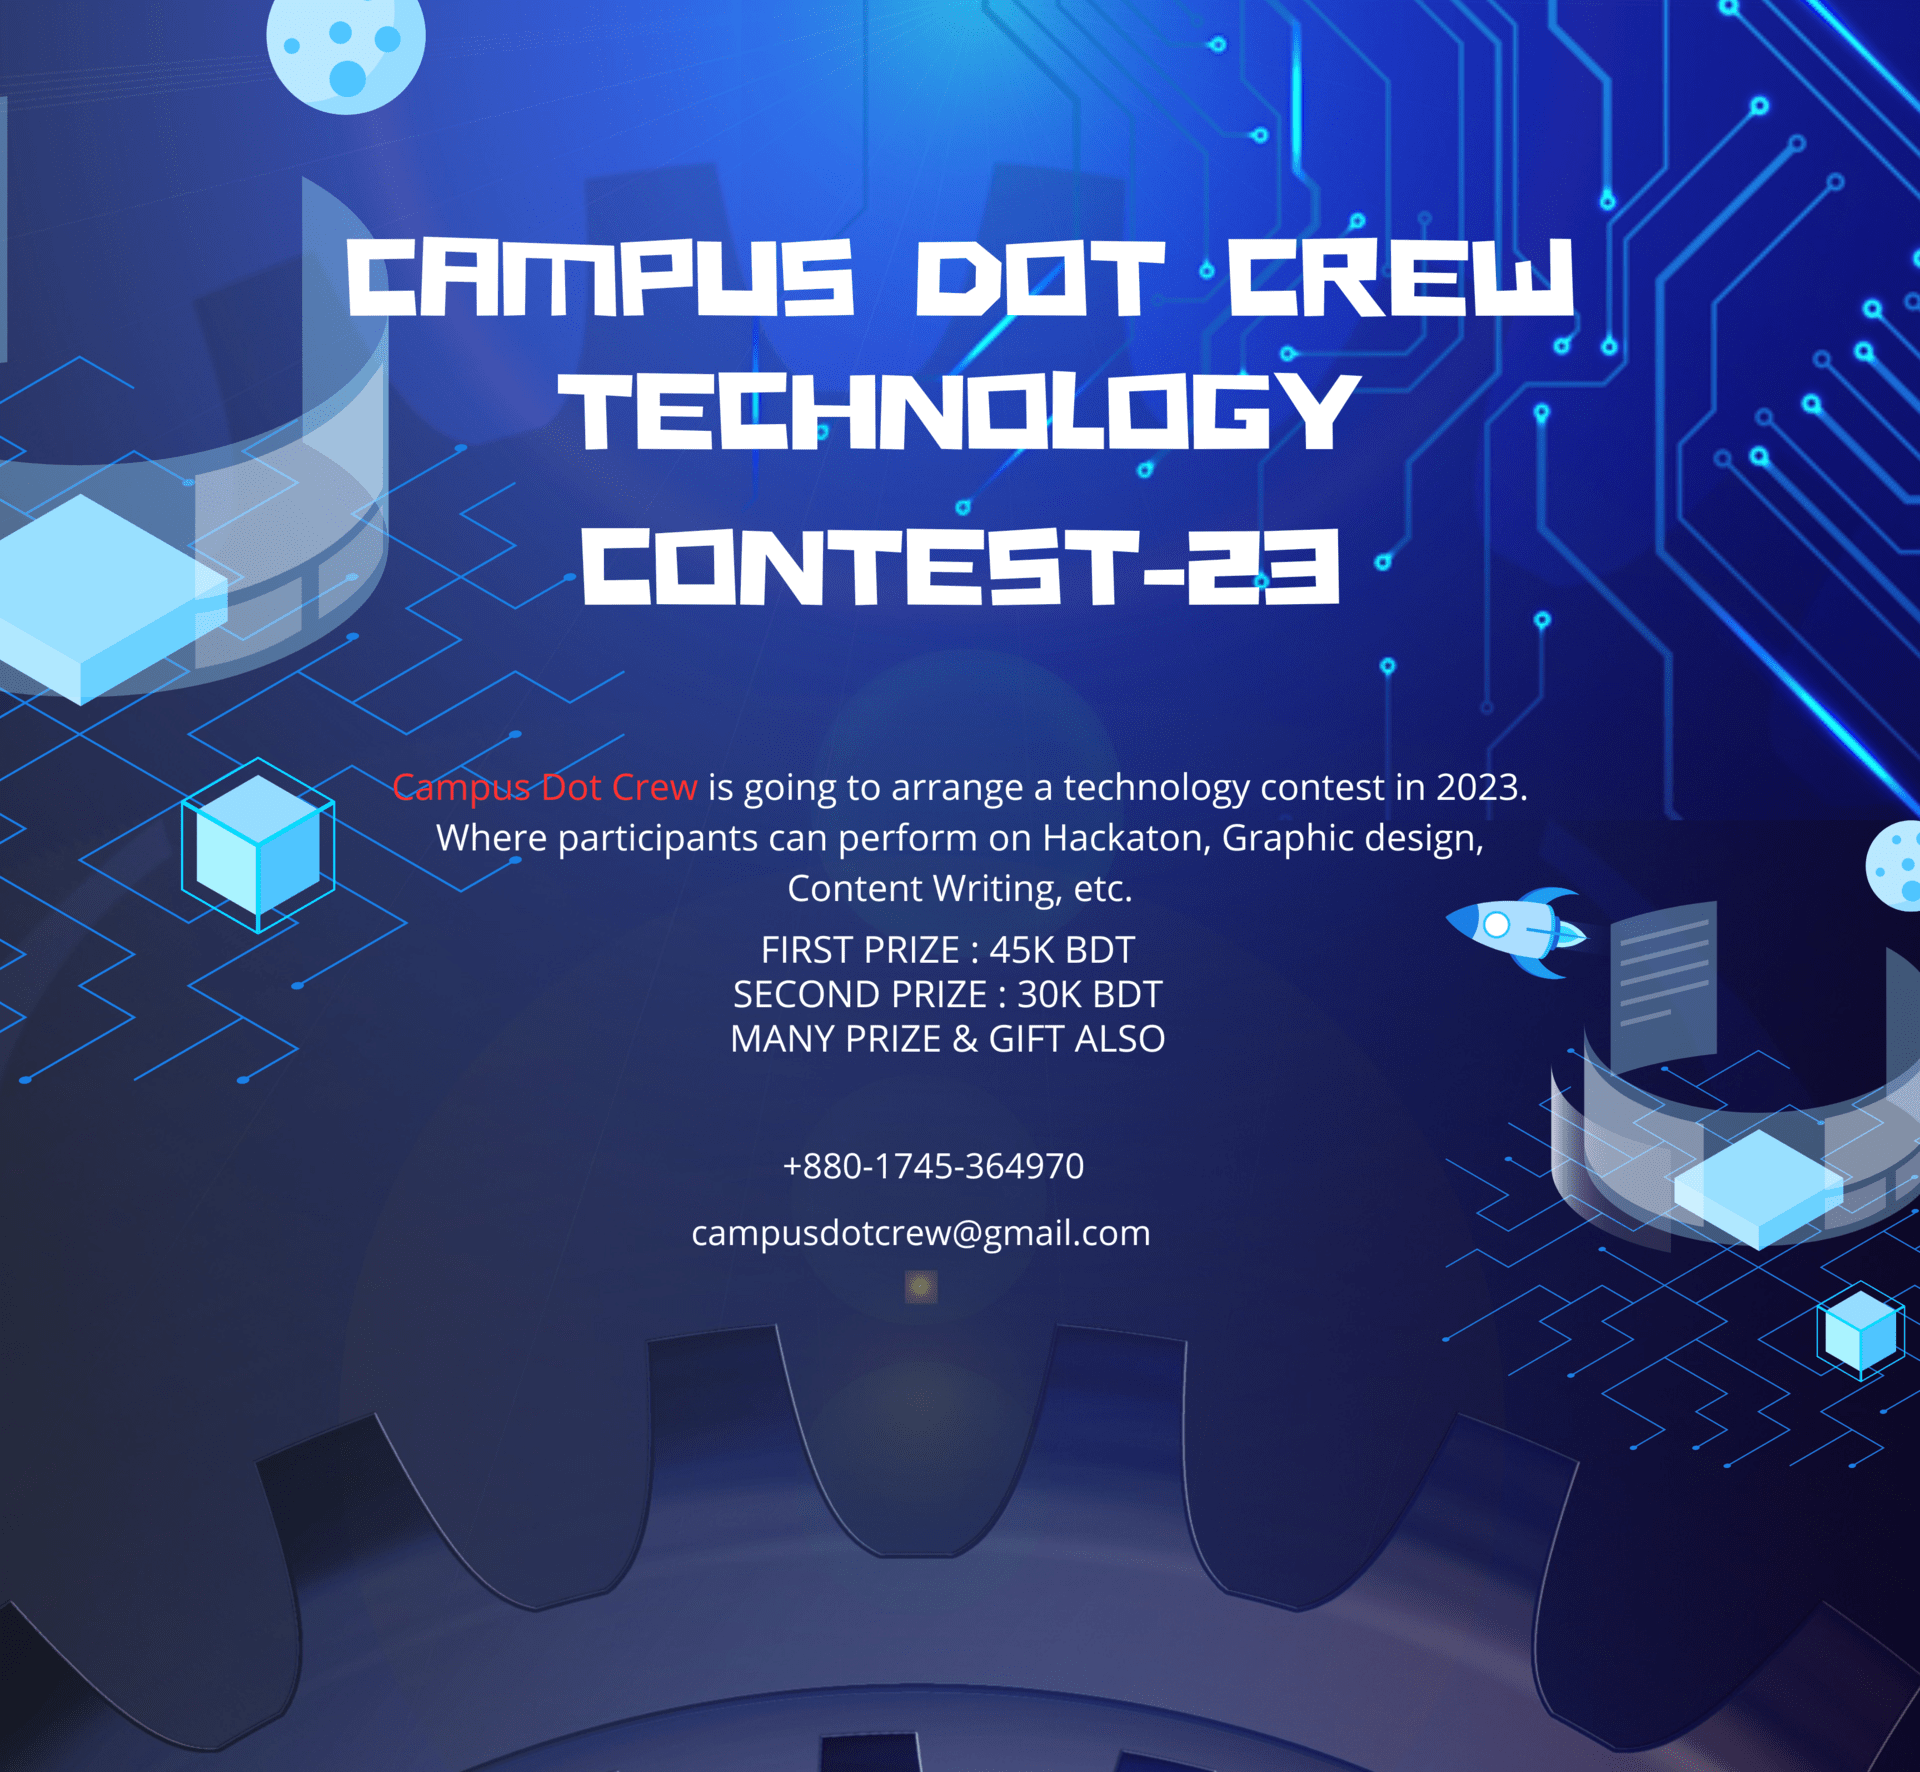 CAMPUS DOT CREW
TECHNOLOGY
CONTEST-23
Campus Dot Crew is going to arrange a technology contest in 2023.
Where participants can perform on Hackaton, Graphic design,
Content Writing, etc.
FIRST PRIZE : 45K BDT
SECOND PRIZE : 30K BDT
MANY PRIZE & GIFT ALSO
+880-1745-364970
campusdotcrew@gmail.com